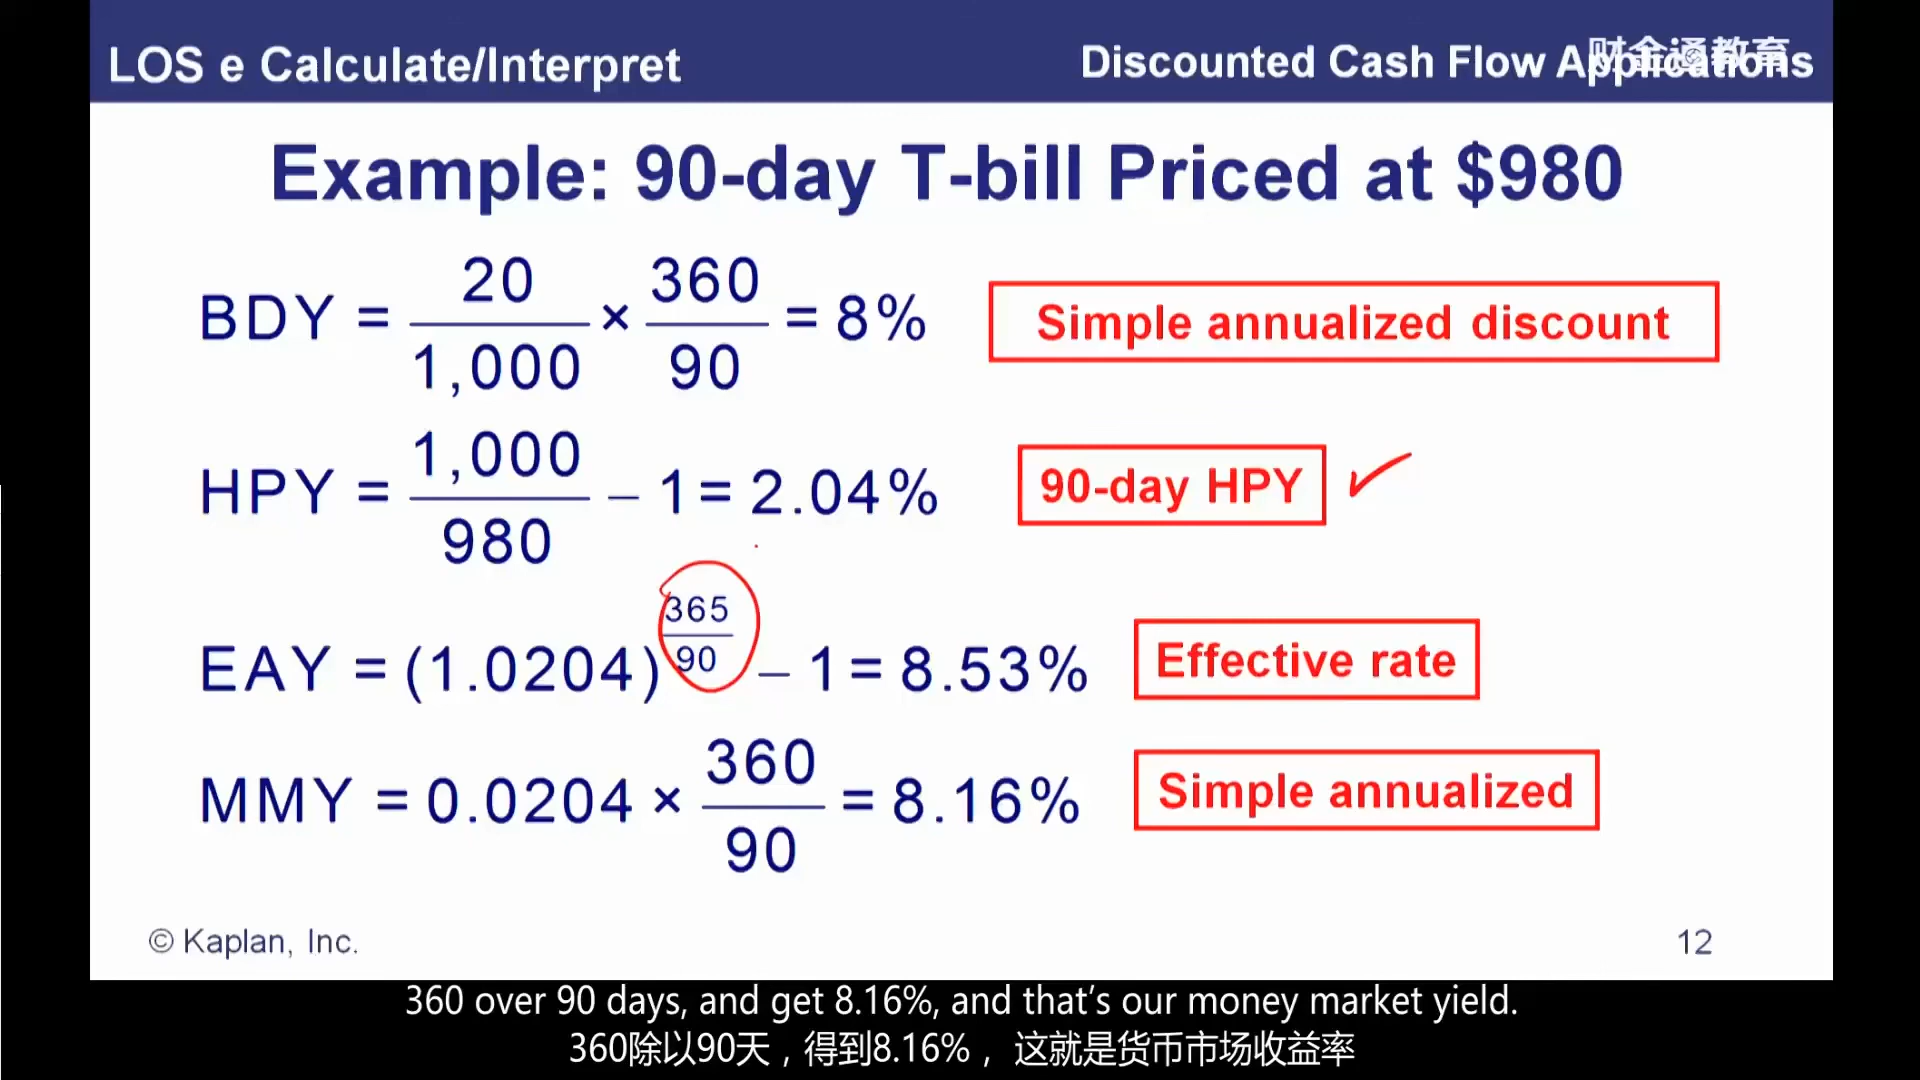 LOS e Calculate/Interpret
Discounted Cash Flow Applications
财金通教育
Example: 90-day T-bill Priced at $980
BDY = 20/1,000 × 360/90 = 8%
Simple annualized discount
HPY = 1,000/980 – 1 = 2.04%
90-day HPY ✓
EAY = (1.0204)^(365/90) – 1 = 8.53%
Effective rate
MMY = 0.0204 × 360/90 = 8.16%
Simple annualized
© Kaplan, Inc.
12
360 over 90 days, and get 8.16%, and that's our money market yield.
360除以90天，得到8.16%，这就是货币市场收益率